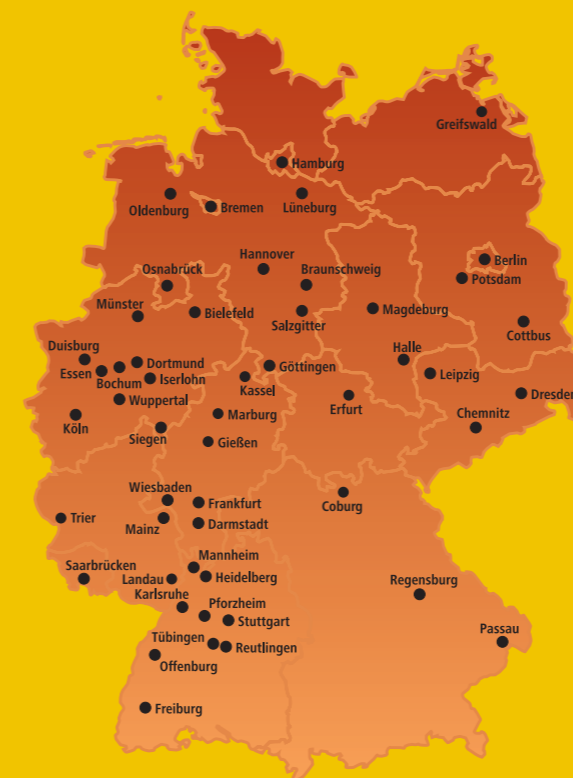 Greifswald
Hamburg
Oldenburg
Bremen
Lüneburg
Hannover
Berlin
Osnabrück
Braunschweig
Potsdam
Münster
Bielefeld
Salzgitter
Magdeburg
Cottbus
Duisburg
Halle
Essen
Dortmund
Göttingen
Leipzig
Bochum
Iserlohn
Kassel
Wuppertal
Erfurt
Dresden
Köln
Marburg
Chemnitz
Siegen
Gießen
Wiesbaden
Frankfurt
Coburg
Trier
Mainz
Darmstadt
Mannheim
Saarbrücken
Landau
Heidelberg
Regensburg
Karlsruhe
Pforzheim
Stuttgart
Passau
Tübingen
Reutlingen
Offenburg
Freiburg